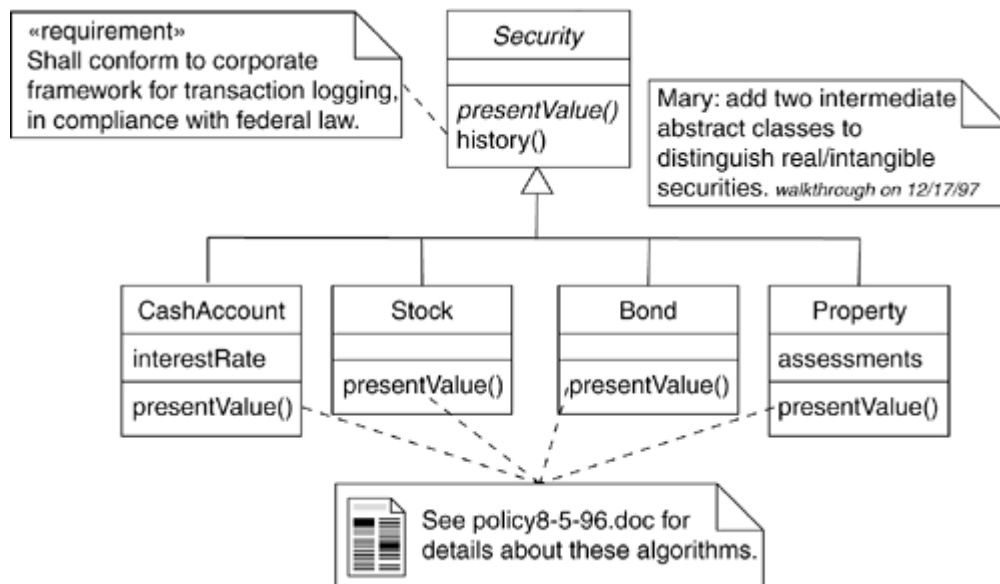 «requirement»
Shall conform to corporate
framework for transaction logging,
in compliance with federal law.
Security
presentValue()
history()
Mary: add two intermediate
abstract classes to
distinguish real/intangible
securities. walkthrough on 12/17/97
CashAccount
interestRate
presentValue()
Stock
presentValue()
Bond
presentValue()
Property
assessments
presentValue()
See policy8-5-96.doc for
details about these algorithms.